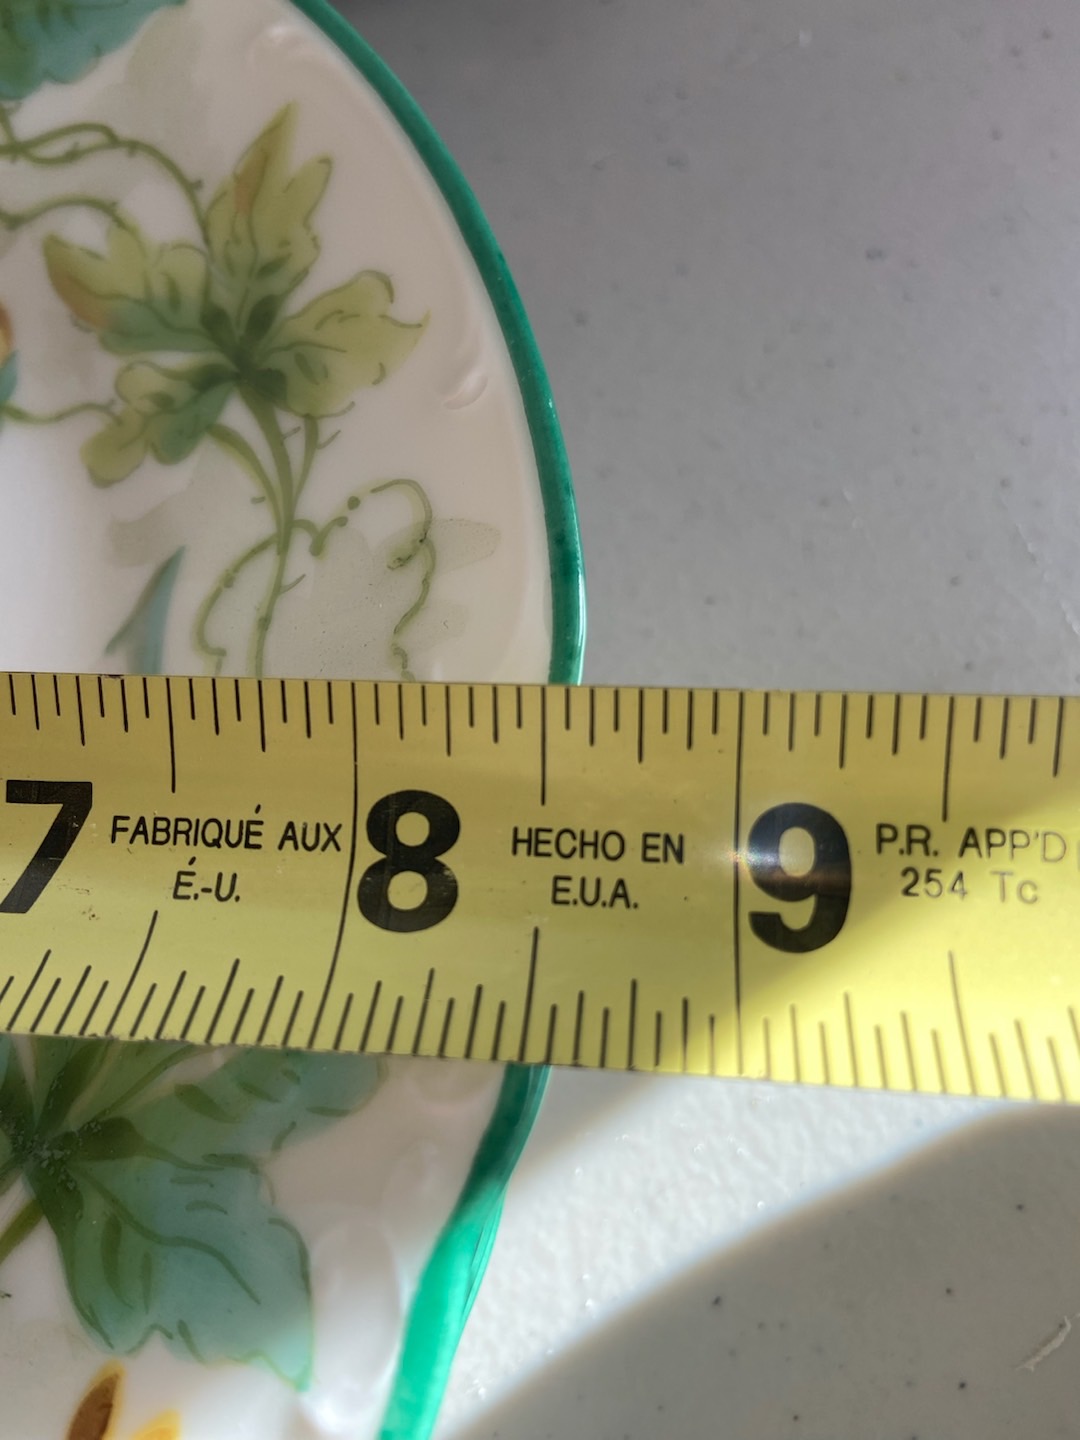 7 FABRIQUÉ AUX 8 HECHO EN 9 P.R. APP'D
É.-U. E.U.A. 254 Tc